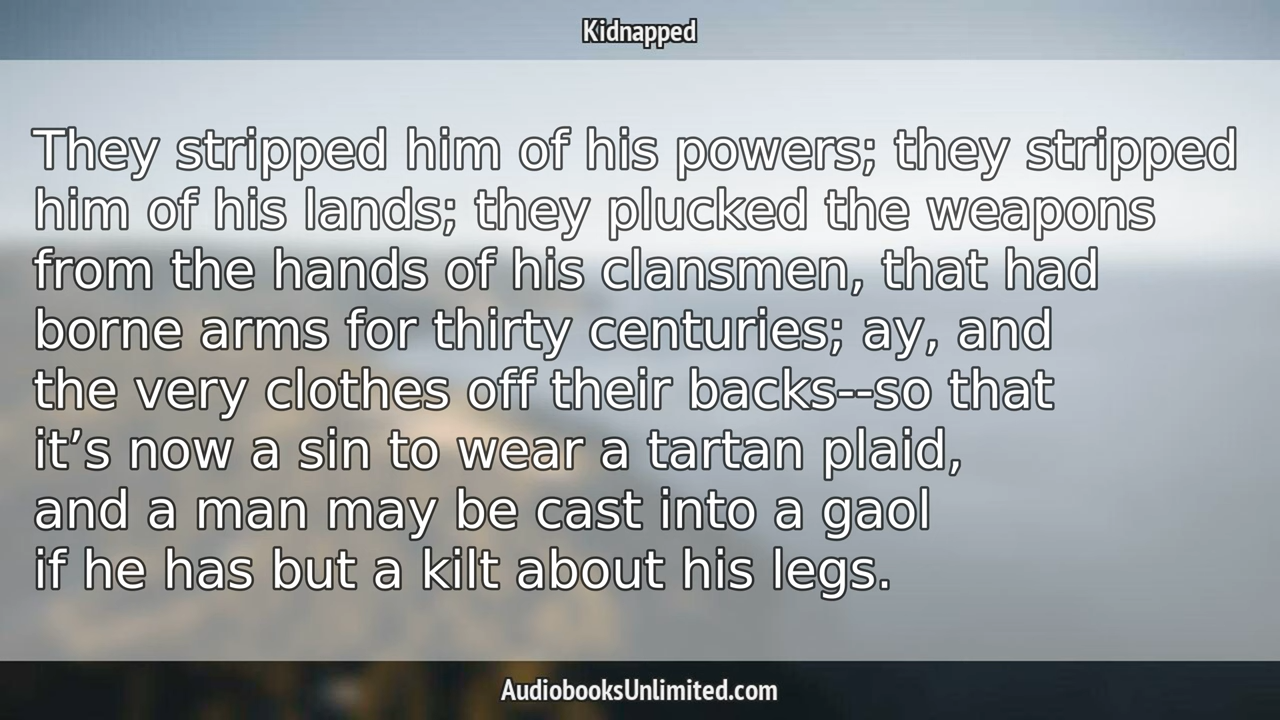 Kidnapped
They stripped him of his powers; they stripped
him of his lands; they plucked the weapons
from the hands of his clansmen, that had
borne arms for thirty centuries; ay, and
the very clothes off their backs--so that
it’s now a sin to wear a tartan plaid,
and a man may be cast into a gaol
if he has but a kilt about his legs.
AudiobooksUnlimited.com